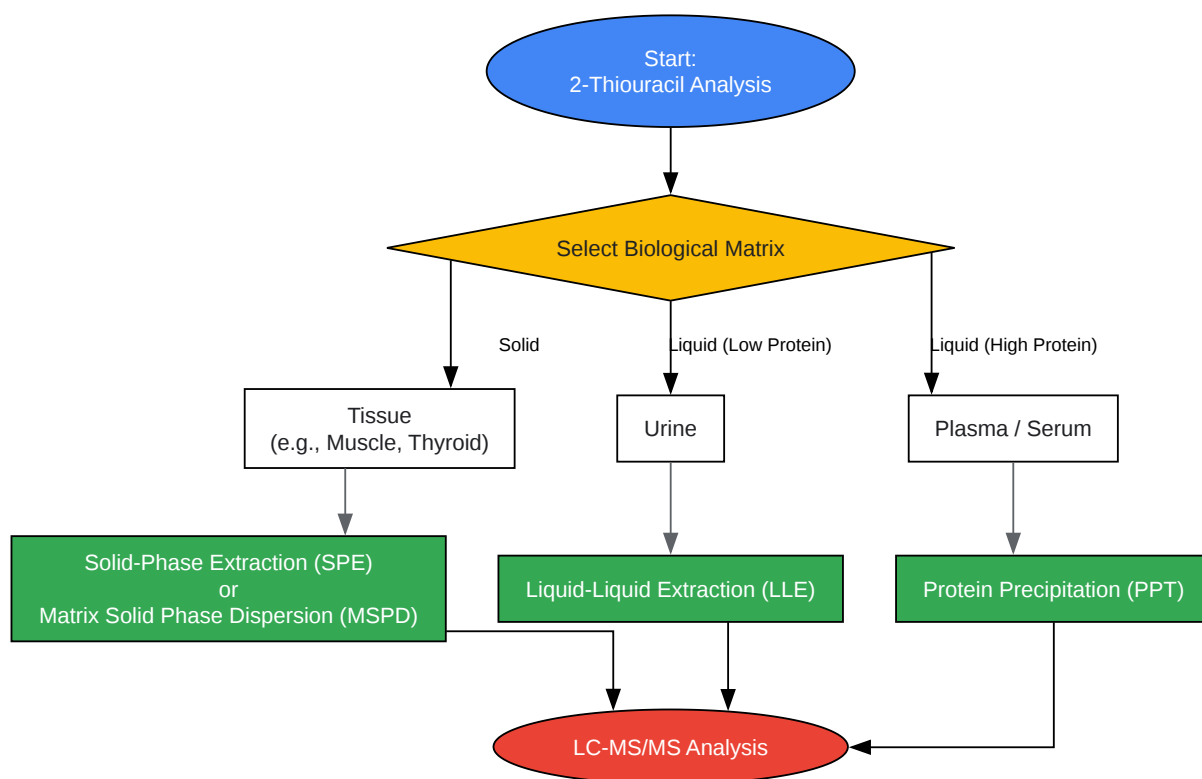 Start:
2-Thiouracil Analysis
Select Biological Matrix
Solid
Liquid (Low Protein)
Liquid (High Protein)
Tissue
(e.g., Muscle, Thyroid)
Urine
Plasma / Serum
Solid-Phase Extraction (SPE)
or
Matrix Solid Phase Dispersion (MSPD)
Liquid-Liquid Extraction (LLE)
Protein Precipitation (PPT)
LC-MS/MS Analysis